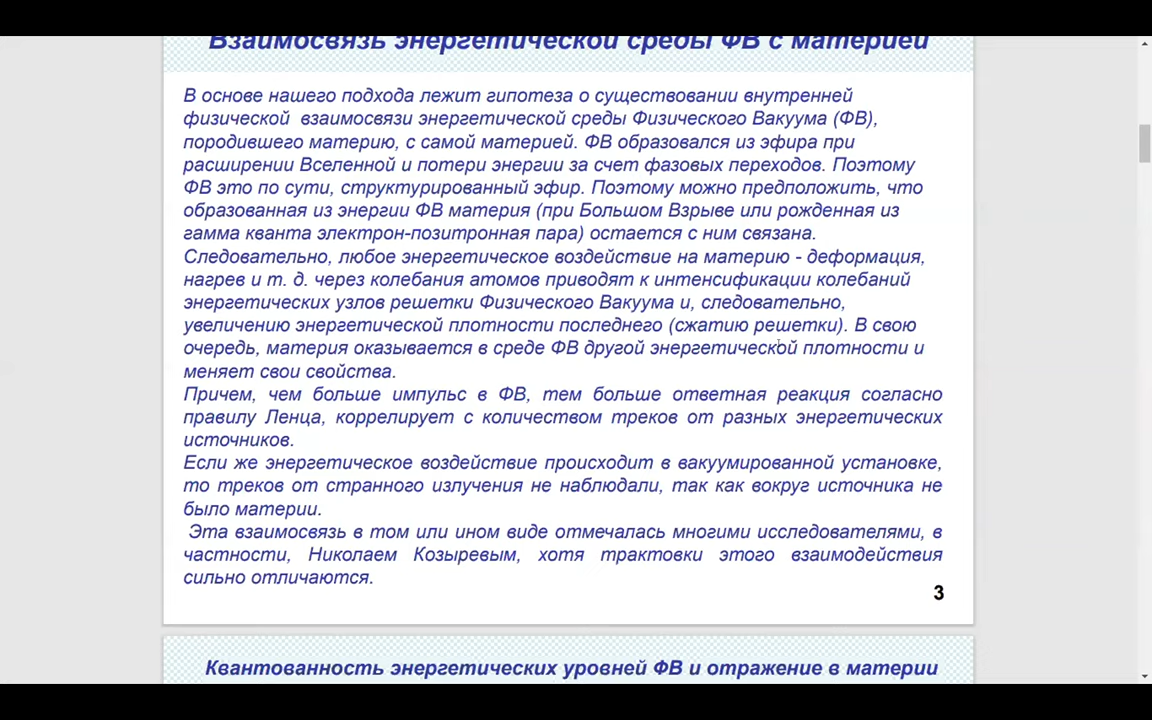 Взаимосвязь энергетической среды ФВ с материей
В основе нашего подхода лежит гипотеза о существовании внутренней
физической взаимосвязи энергетической среды Физического Вакуума (ФВ),
породившего материю, с самой материей. ФВ образовался из эфира при
расширении Вселенной и потери энергии за счет фазовых переходов. Поэтому
ФВ это по сути, структурированный эфир. Поэтому можно предположить, что
образованная из энергии ФВ материя (при Большом Взрыве или рожденная из
гамма кванта электрон-позитронная пара) остается с ним связана.
Следовательно, любое энергетическое воздействие на материю - деформация,
нагрев и т. д. через колебания атомов приводят к интенсификации колебаний
энергетических узлов решетки Физического Вакуума и, следовательно,
увеличению энергетической плотности последнего (сжатию решетки). В свою
очередь, материя оказывается в среде ФВ другой энергетической плотности и
меняет свои свойства.
Причем, чем больше импульс в ФВ, тем больше ответная реакция согласно
правилу Ленца, коррелирует с количеством треков от разных энергетических
источников.
Если же энергетическое воздействие происходит в вакуумированной установке,
то треков от странного излучения не наблюдали, так как вокруг источника не
было материи.
Эта взаимосвязь в том или ином виде отмечалась многими исследователями, в
частности, Николаем Козыревым, хотя трактовки этого взаимодействия
сильно отличаются.
3
Квантованность энергетических уровней ФВ и отражение в материи